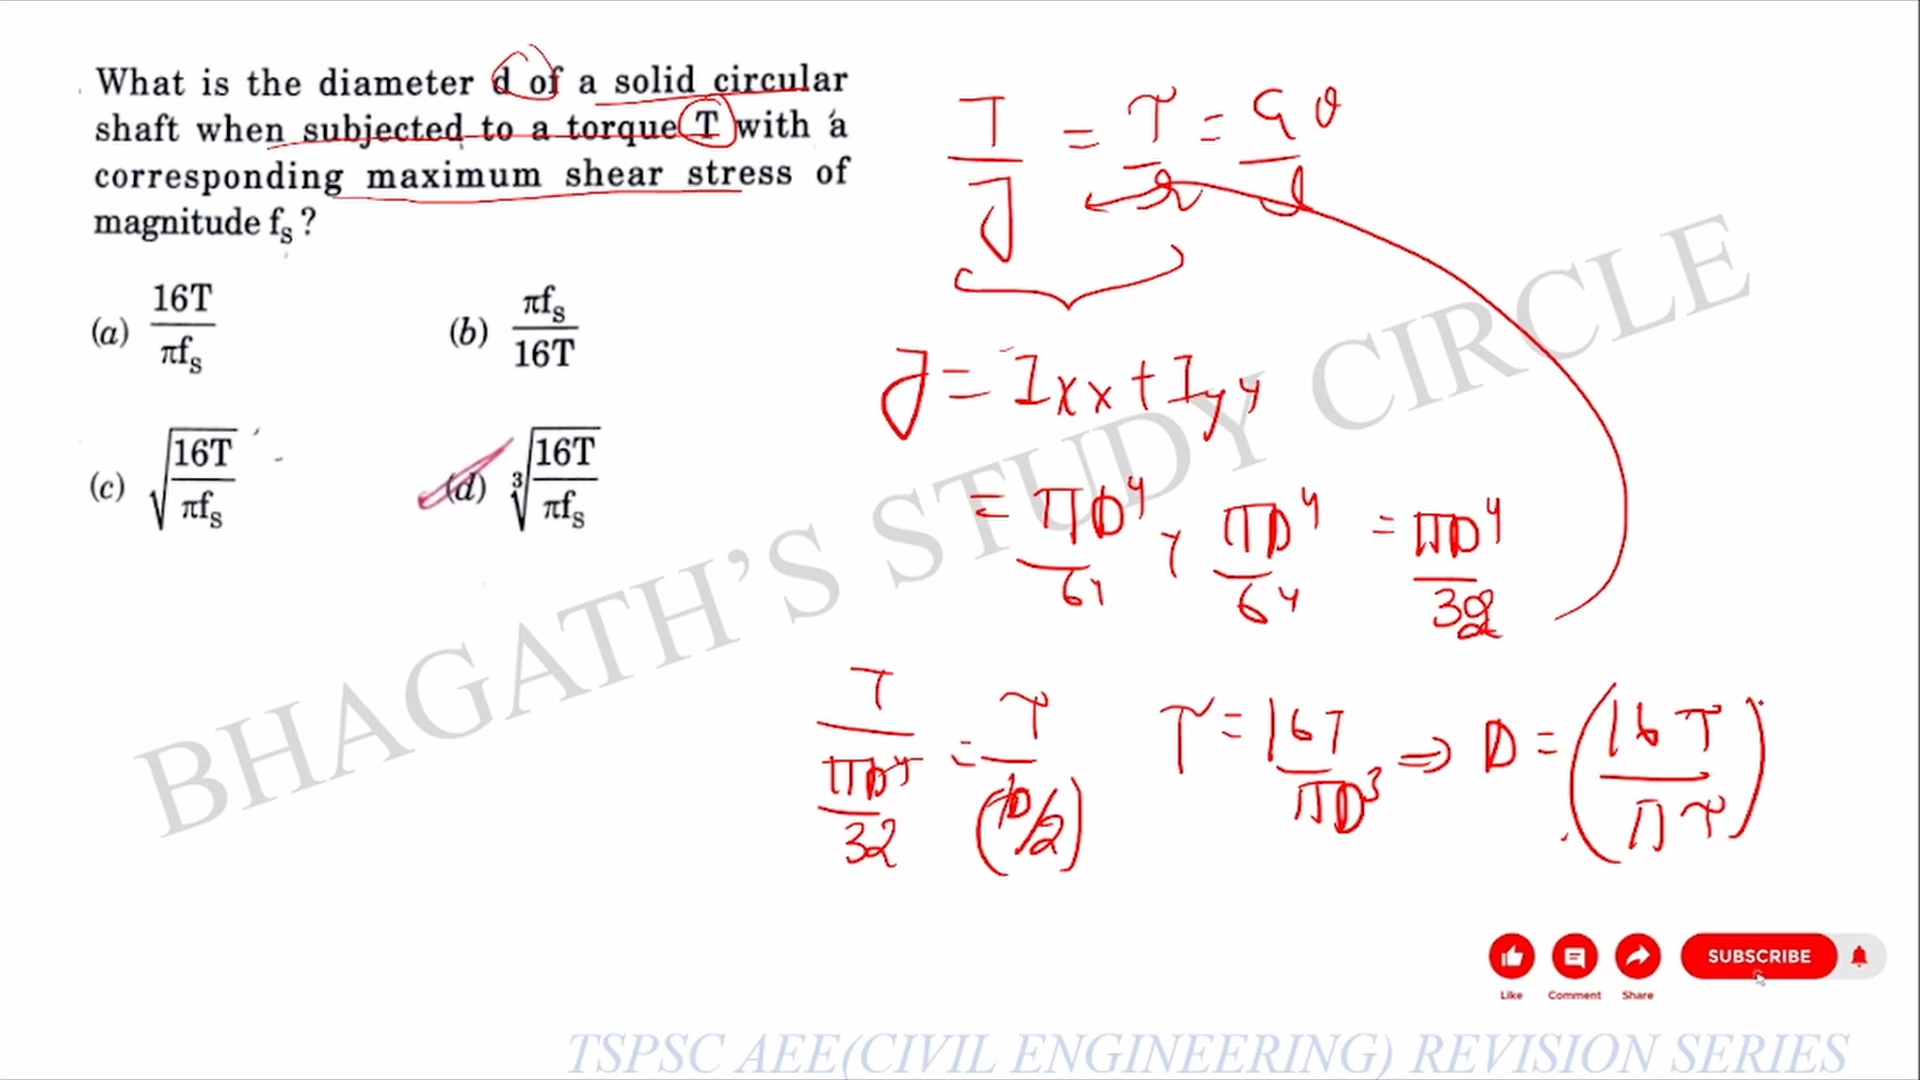 What is the diameter d of a solid circular
shaft when subjected to a torque T with a
corresponding maximum shear stress of
magnitude fs ?
(a) 16T/πfs
(b) πfs/16T
(c) √(16T/πfs)
(d) ³√(16T/πfs)
T/J = τ/r = Gθ/l
J = Ixx + Iyy
= πD⁴/64 + πD⁴/64 = πD⁴/32
T/(πD⁴/32) = τ/(D/2)
τ = 16T/πD³ ⇒ D = (16T/πτ)
BHAGATH'S STUDY CIRCLE
Like
Comment
Share
SUBSCRIBE
TSPSC AEE(CIVIL ENGINEERING) REVISION SERIES